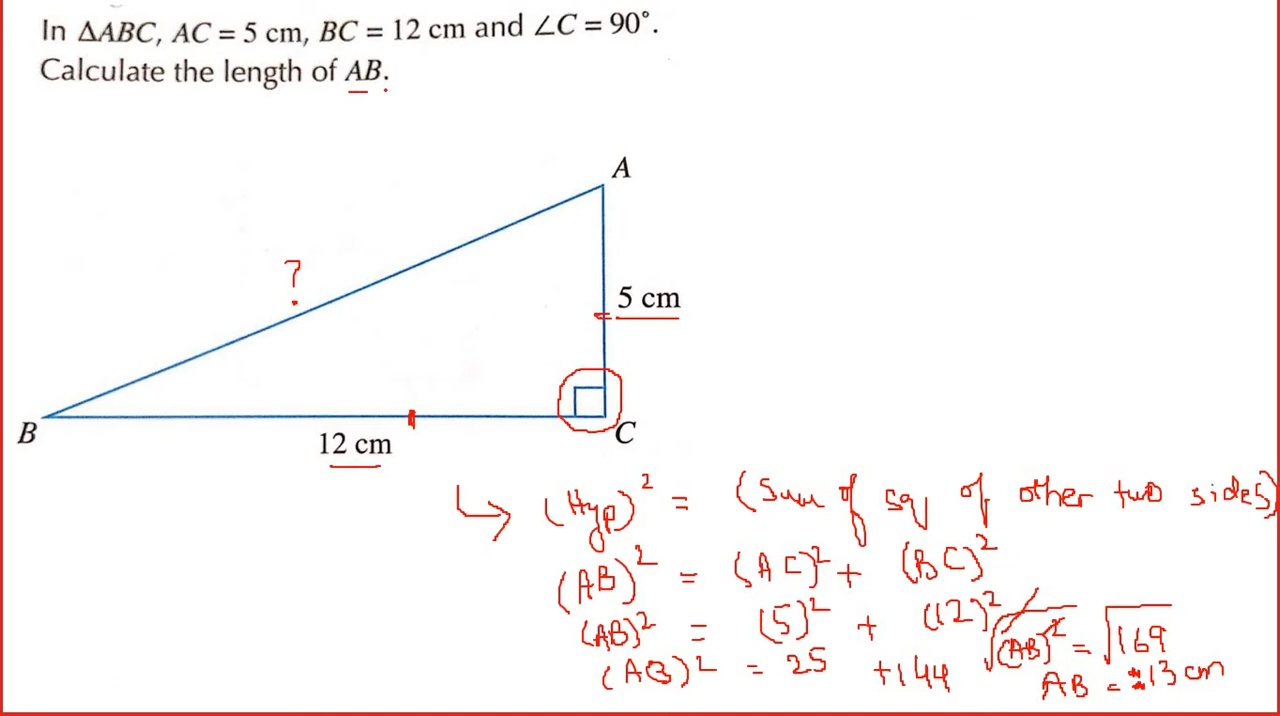 In ΔABC, AC = 5 cm, BC = 12 cm and ∠C = 90°.
Calculate the length of AB.
A
?
5 cm
B
12 cm
C
↳ (Hyp)² = (Sum of sq of other two sides)
(AB)² = (AC)² + (BC)²
(AB)² = (5)² + (12)²
(AB)² = 25 + 144
√(AB)² = √169
AB = 13 cm